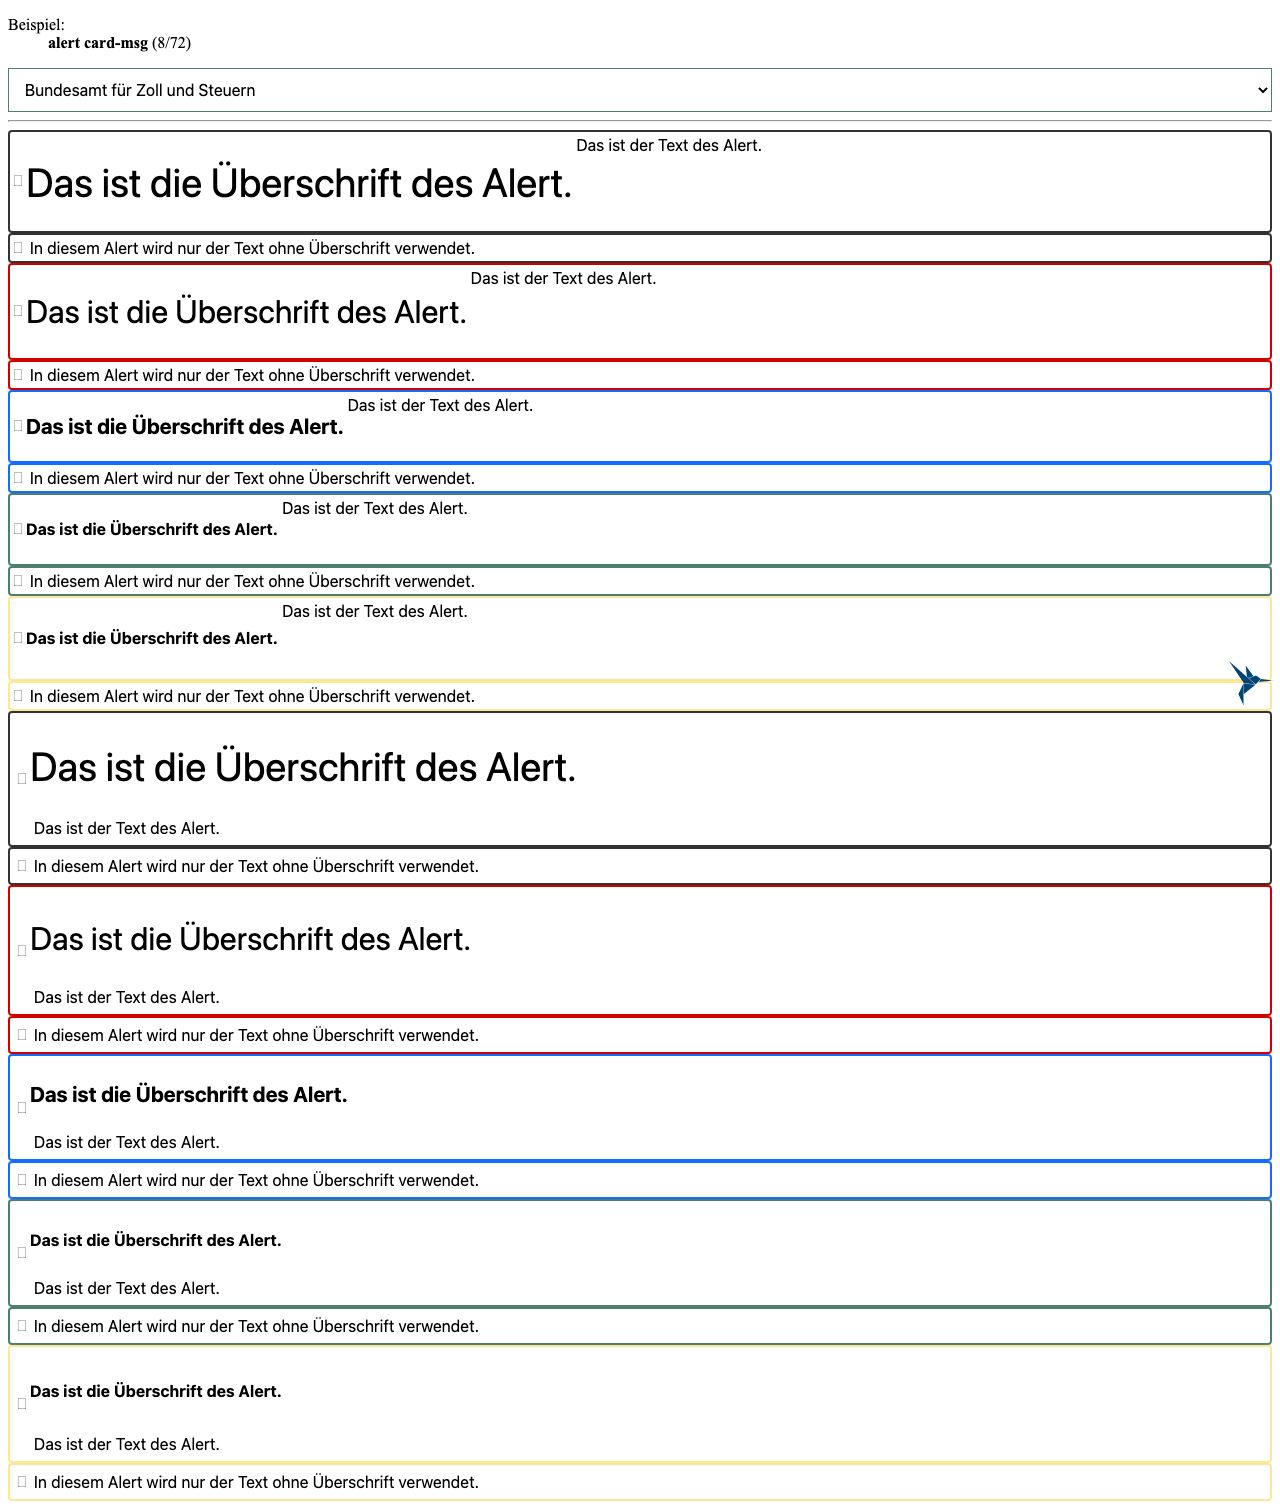 Beispiel:
alert card-msg (8/72)
Bundesamt für Zoll und Steuern
Das ist der Text des Alert.
Das ist die Überschrift des Alert.
In diesem Alert wird nur der Text ohne Überschrift verwendet.
Das ist der Text des Alert.
Das ist die Überschrift des Alert.
In diesem Alert wird nur der Text ohne Überschrift verwendet.
Das ist der Text des Alert.
Das ist die Überschrift des Alert.
In diesem Alert wird nur der Text ohne Überschrift verwendet.
Das ist der Text des Alert.
Das ist die Überschrift des Alert.
In diesem Alert wird nur der Text ohne Überschrift verwendet.
Das ist der Text des Alert.
Das ist die Überschrift des Alert.
In diesem Alert wird nur der Text ohne Überschrift verwendet.
Das ist die Überschrift des Alert.
Das ist der Text des Alert.
In diesem Alert wird nur der Text ohne Überschrift verwendet.
Das ist die Überschrift des Alert.
Das ist der Text des Alert.
In diesem Alert wird nur der Text ohne Überschrift verwendet.
Das ist die Überschrift des Alert.
Das ist der Text des Alert.
In diesem Alert wird nur der Text ohne Überschrift verwendet.
Das ist die Überschrift des Alert.
Das ist der Text des Alert.
In diesem Alert wird nur der Text ohne Überschrift verwendet.
Das ist die Überschrift des Alert.
Das ist der Text des Alert.
In diesem Alert wird nur der Text ohne Überschrift verwendet.